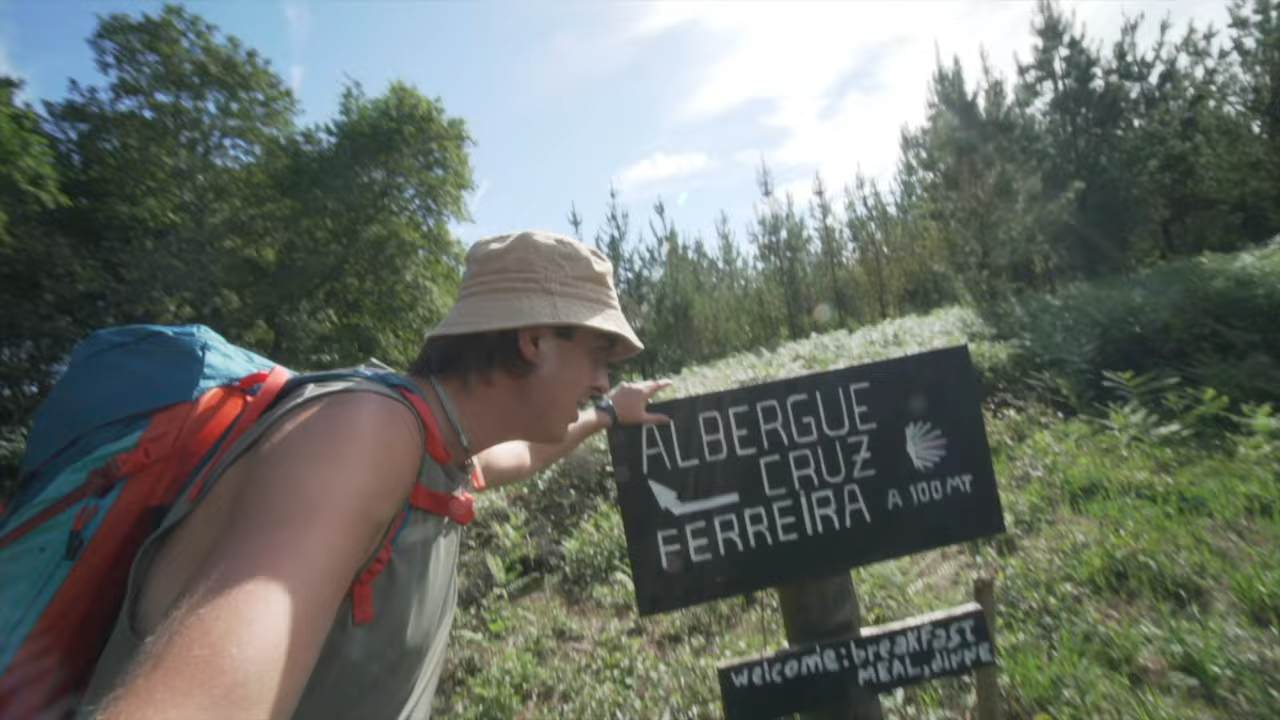 ALBERGUE
CRUZ
FERREIRA A 100 MT
welcome: breakFast
MEAL, dinne